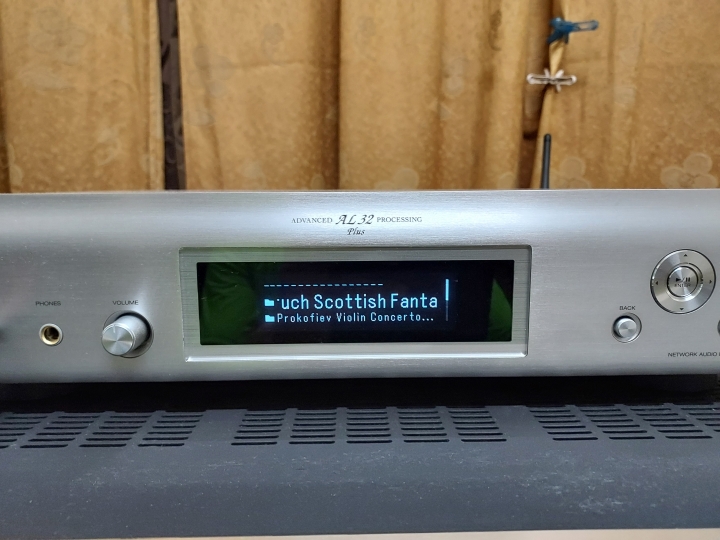 ADVANCED AL32 PROCESSING
Plus
------------------
uch Scottish Fanta
Prokofiev Violin Concerto...
PHONES
VOLUME
BACK
ENTER
NETWORK AUDIO